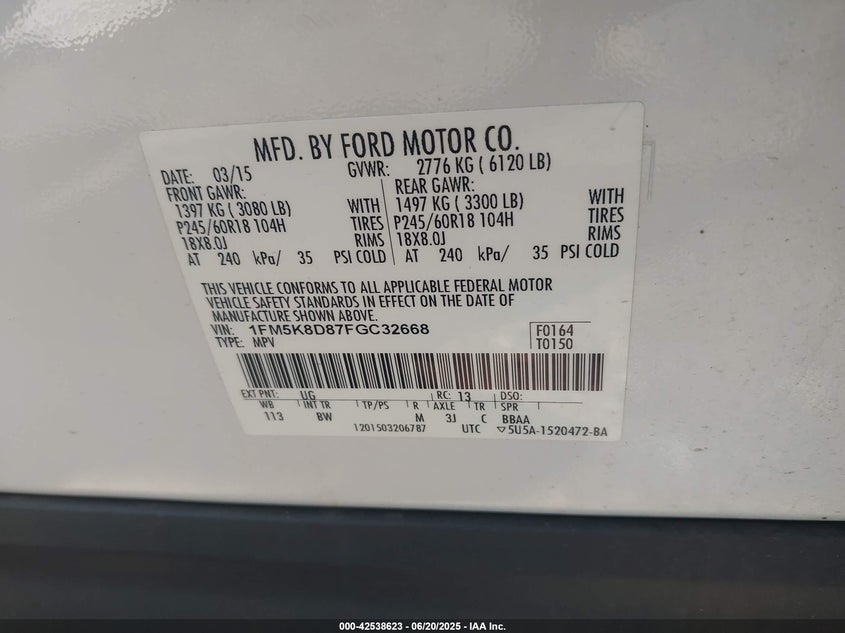 MFD. BY FORD MOTOR CO.
DATE: 03/15 GVWR: 2776 KG ( 6120 LB)
FRONT GAWR: REAR GAWR:
1397 KG ( 3080 LB) WITH 1497 KG ( 3300 LB) WITH
P245/60R18 104H TIRES P245/60R18 104H TIRES
18X8.0J RIMS 18X8.0J RIMS
AT 240 kPa/ 35 PSI COLD AT 240 kPa/ 35 PSI COLD
THIS VEHICLE CONFORMS TO ALL APPLICABLE FEDERAL MOTOR
VEHICLE SAFETY STANDARDS IN EFFECT ON THE DATE OF
MANUFACTURE SHOWN ABOVE.
VIN: 1FM5K8D87FGC32668 F0164
TYPE: MPV T0150
EXT PNT: UG RC: 13 DSO:
WB INT TR TP/PS R AXLE TR SPR
113 BW M 3J C BBAA
1201503206787 UTC ▽5U5A-1520472-BA
000-42538623 | 06/20/2025 | IAA Inc.